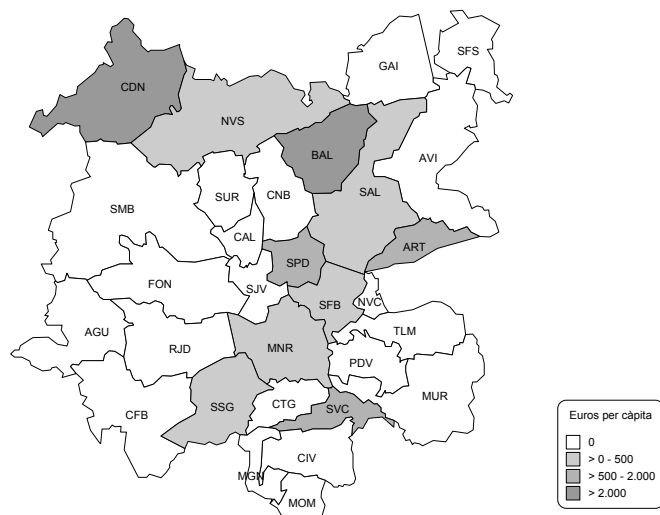 SFS
GAI
CDN
NVS
BAL
AVI
SAL
SUR
CNB
SMB
CAL
ART
SPD
FON
SJV
SFB
NVC
AGU
TLM
RJD
MNR
PDV
MUR
SSG
CTG
SVC
CFB
CIV
MGN
MOM
Euros per càpita
0
> 0 - 500
> 500 - 2.000
> 2.000